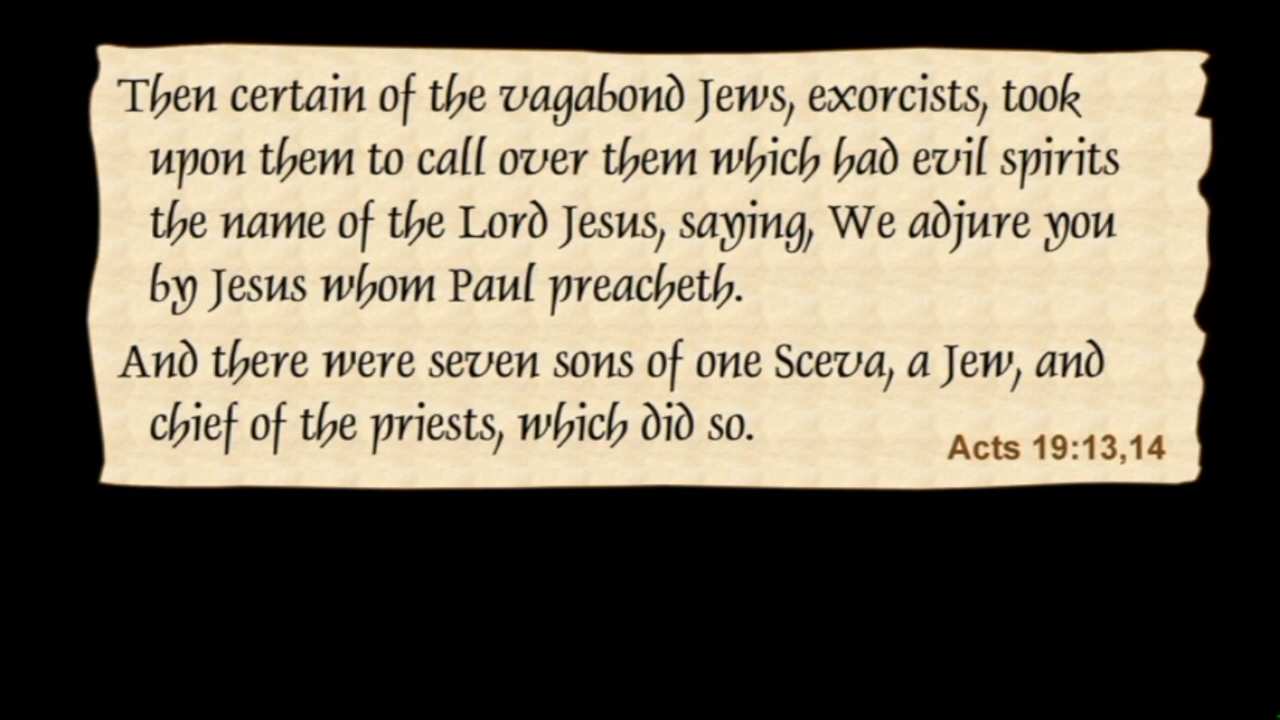 Then certain of the vagabond Jews, exorcists, took
upon them to call over them which had evil spirits
the name of the Lord Jesus, saying, We adjure you
by Jesus whom Paul preacheth.
And there were seven sons of one Sceva, a Jew, and
chief of the priests, which did so.
Acts 19:13,14